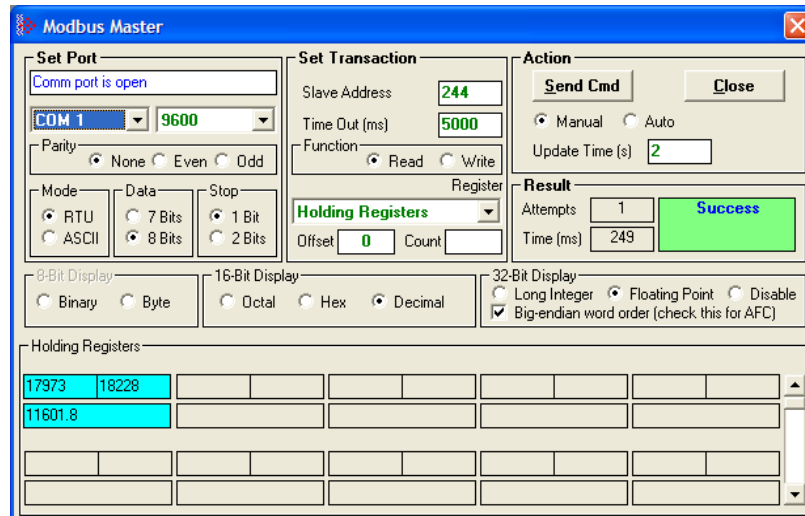 Modbus Master
Set Port
Comm port is open
COM 1 9600
Parity
None Even Odd
Mode
RTU
ASCII
Data
7 Bits
8 Bits
Stop
1 Bit
2 Bits
Set Transaction
Slave Address 244
Time Out (ms) 5000
Function
Read Write
Register
Holding Registers
Offset 0 Count
Action
Send Cmd Close
Manual Auto
Update Time (s) 2
Result
Attempts 1 Success
Time (ms) 249
8-Bit Display
Binary Byte
16-Bit Display
Octal Hex Decimal
32-Bit Display
Long Integer Floating Point Disable
Big-endian word order (check this for AFC)
Holding Registers
17973 18228
11601.8